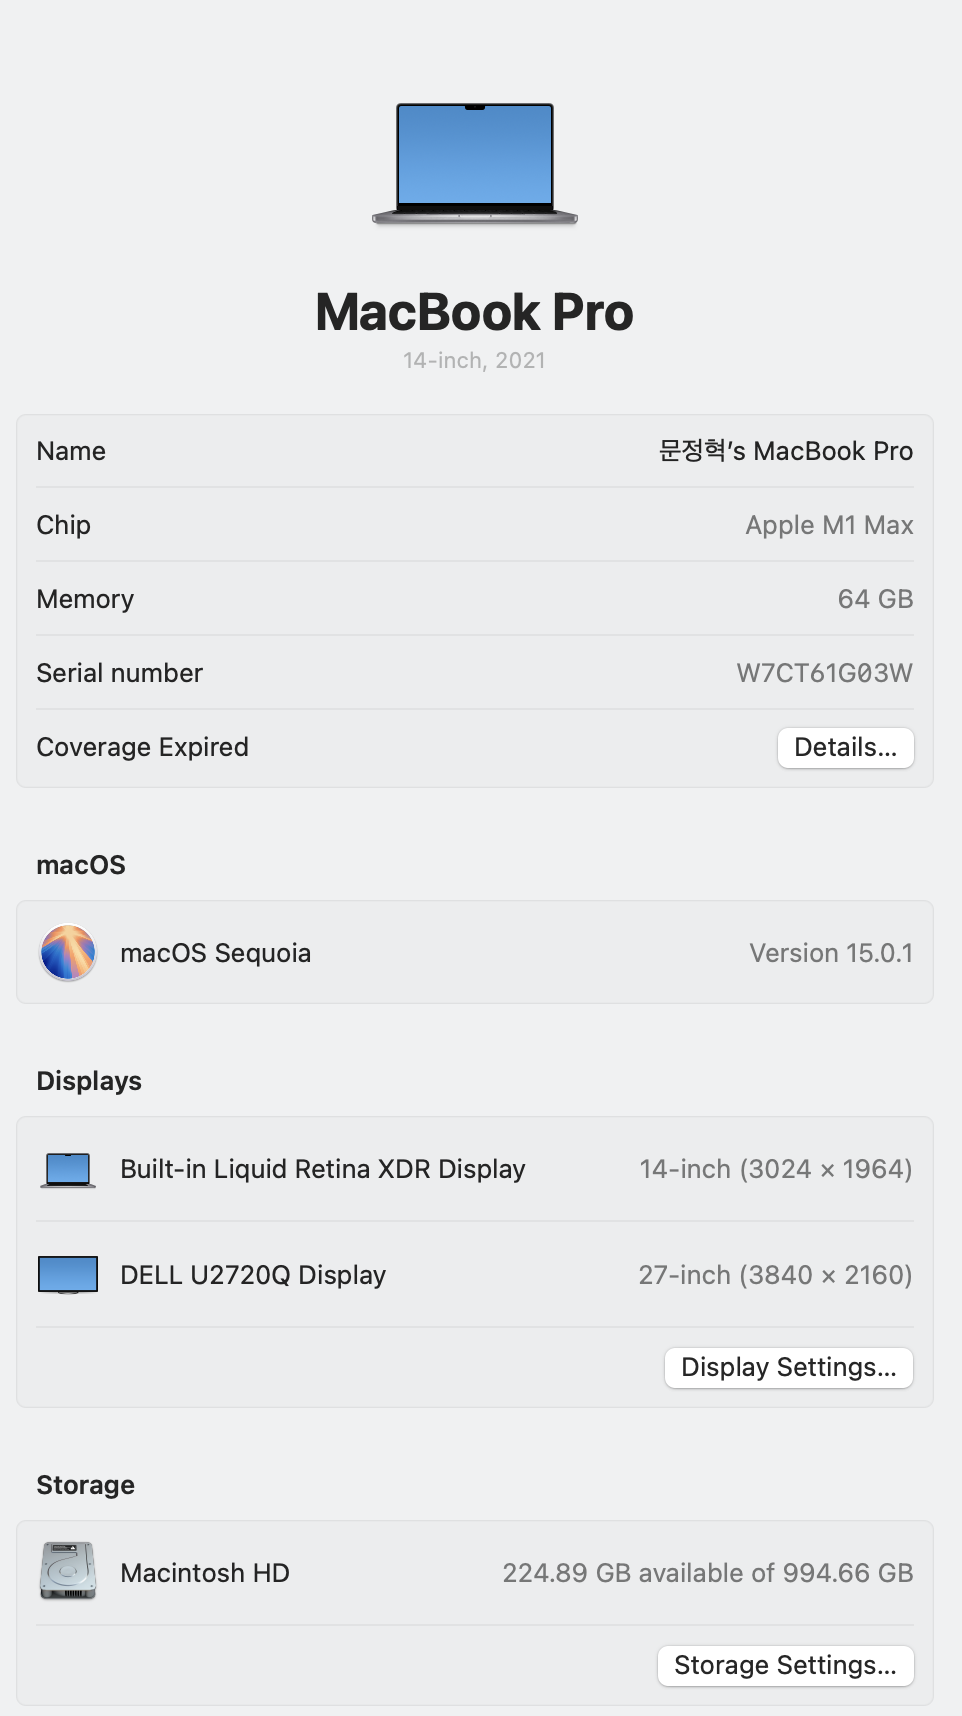 MacBook Pro
14-inch, 2021
Name 문정혁's MacBook Pro
Chip Apple M1 Max
Memory 64 GB
Serial number W7CT61G03W
Coverage Expired Details...
macOS
macOS Sequoia Version 15.0.1
Displays
Built-in Liquid Retina XDR Display 14-inch (3024 × 1964)
DELL U2720Q Display 27-inch (3840 × 2160)
Display Settings...
Storage
Macintosh HD 224.89 GB available of 994.66 GB
Storage Settings...